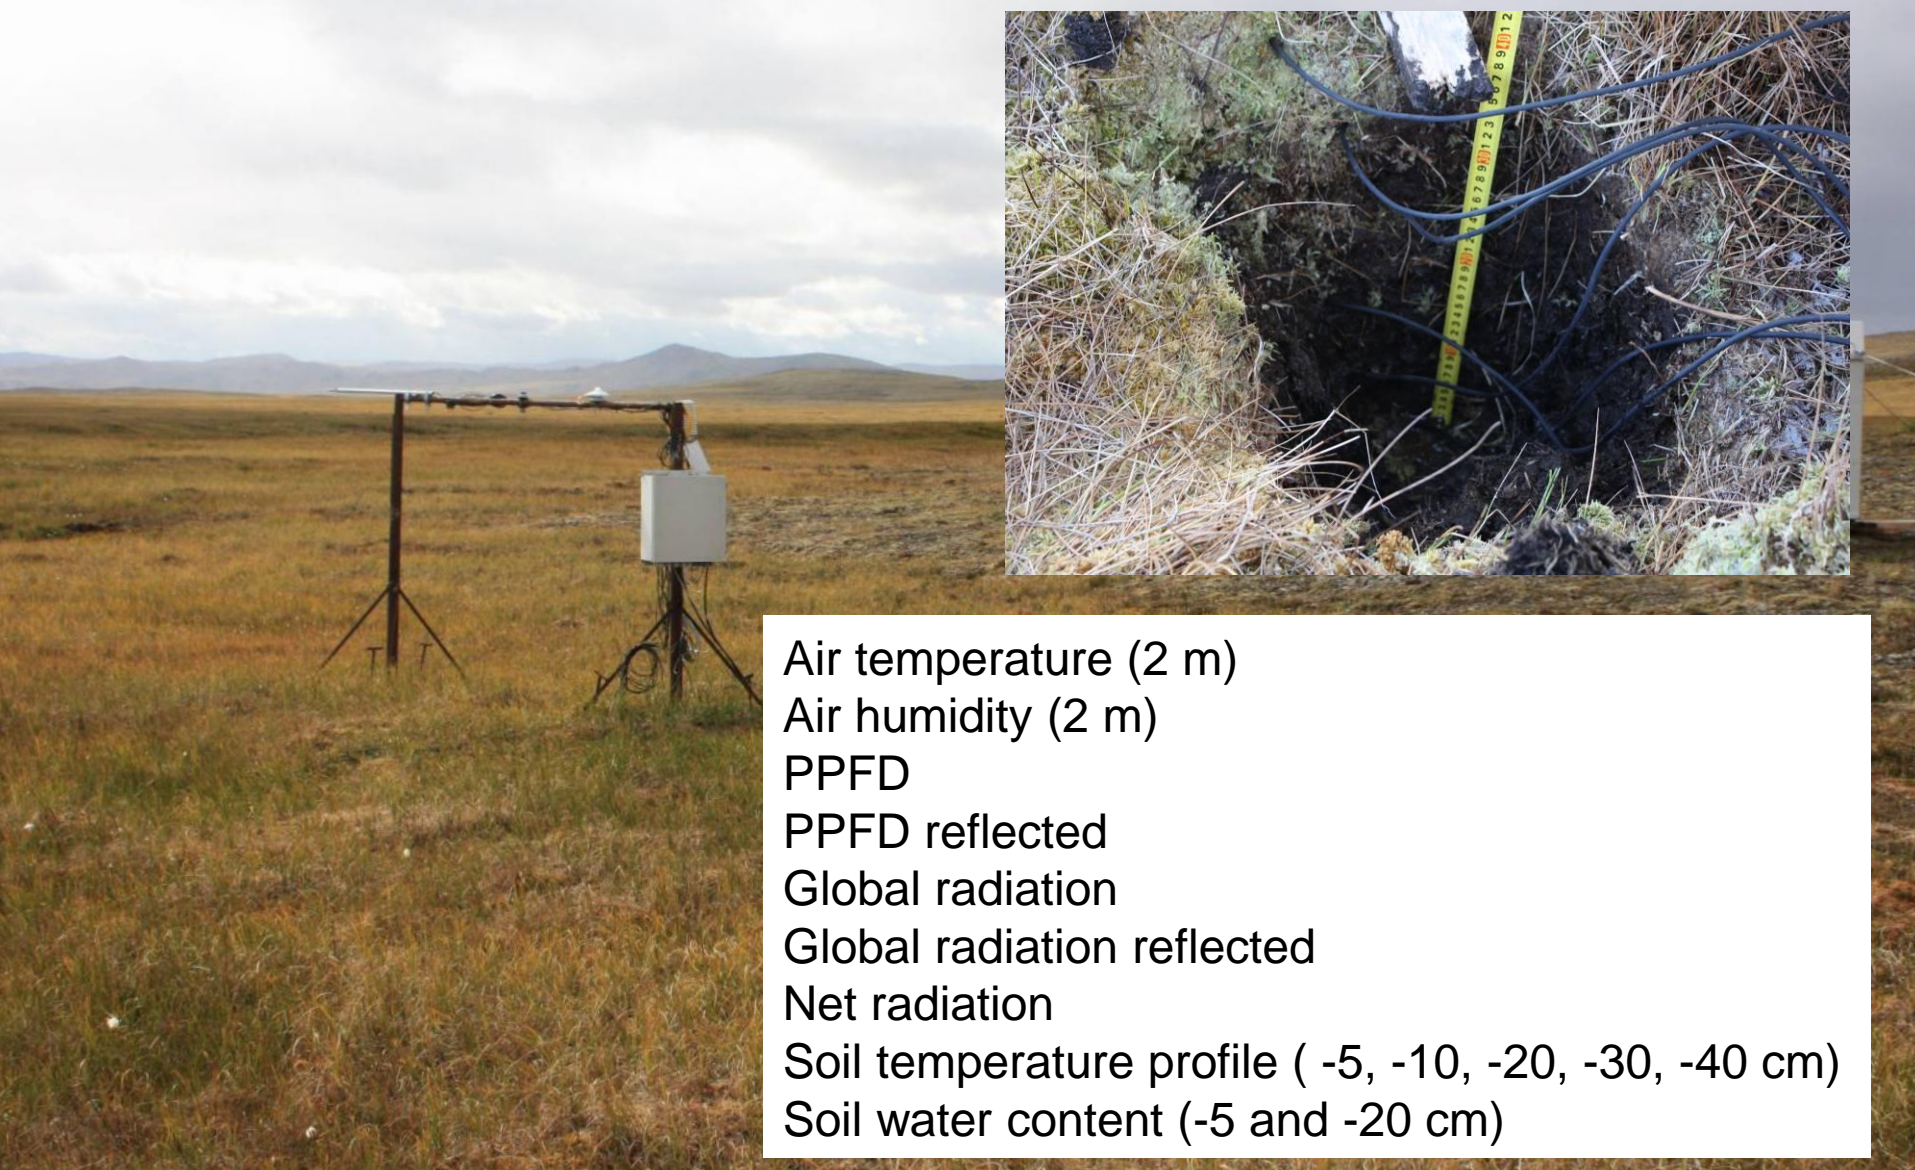 Air temperature (2 m)
Air humidity (2 m)
PPFD
PPFD reflected
Global radiation
Global radiation reflected
Net radiation
Soil temperature profile ( -5, -10, -20, -30, -40 cm)
Soil water content (-5 and -20 cm)